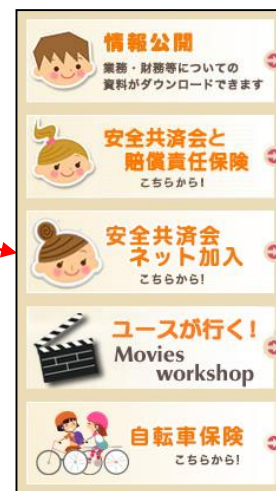 情報公開
業務・財務等についての
資料がダウンロードできます
安全共済会と
賠償責任保険
こちらから!
安全共済会
ネット加入
こちらから!
ユースが行く!
Movies
workshop
自転車保険
こちらから!